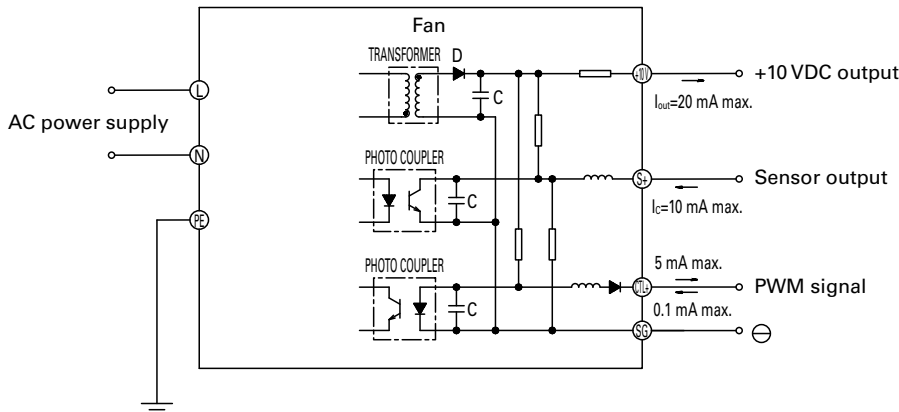 Fan
TRANSFORMER
D
+10V
+10 VDC output
C
Iout=20 mA max.
L
AC power supply
N
PHOTO COUPLER
S+
Sensor output
C
IC=10 mA max.
PE
PHOTO COUPLER
5 mA max.
CTL+
PWM signal
C
0.1 mA max.
SG
⊖